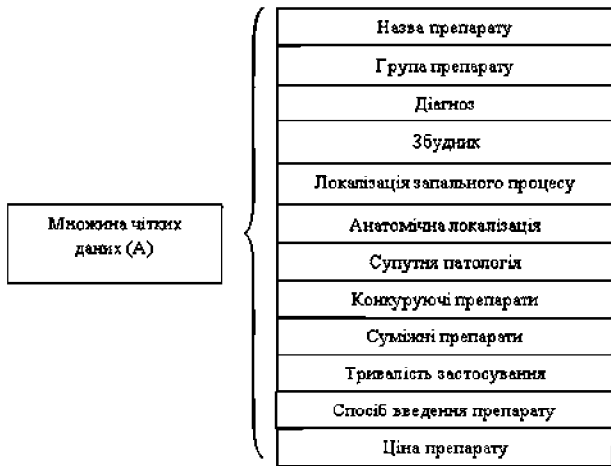 Множина чітких
даних (А)
Назва препарату
Група препарату
Діагноз
Збудник
Локалізація запального процесу
Анатомічна локалізація
Супутня патологія
Конкуруючі препарати
Суміжні препарати
Тривалість застосування
Спосіб введення препарату
Ціна препарату